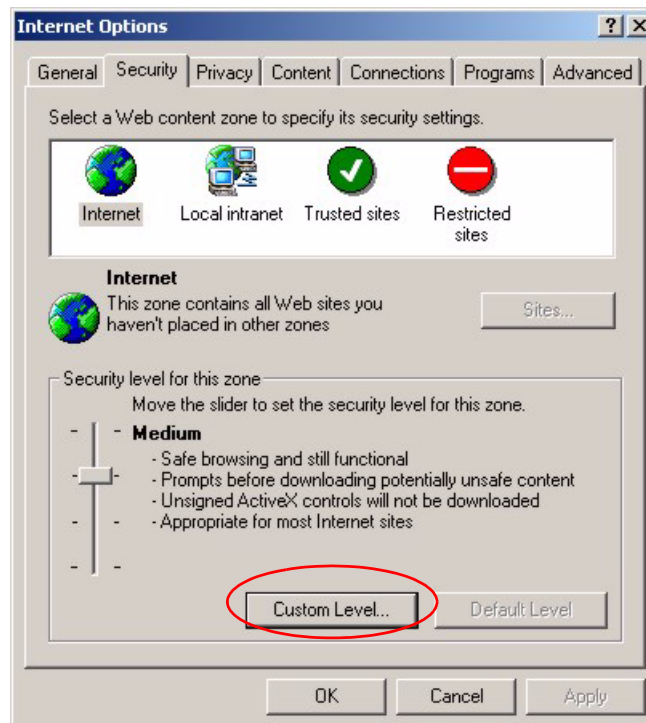 Internet Options
General Security Privacy Content Connections Programs Advanced
Select a Web content zone to specify its security settings.
Internet Local intranet Trusted sites Restricted
sites
Internet
This zone contains all Web sites you
haven't placed in other zones
Sites...
Security level for this zone
Move the slider to set the security level for this zone.
Medium
- Safe browsing and still functional
- Prompts before downloading potentially unsafe content
- Unsigned ActiveX controls will not be downloaded
- Appropriate for most Internet sites
Custom Level... Default Level
OK Cancel Apply